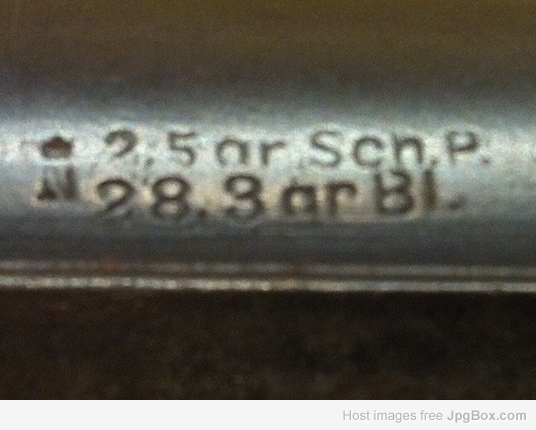 2.5 gr Sch.P.
N 28.3 gr Bl.
Host images free JpgBox.com